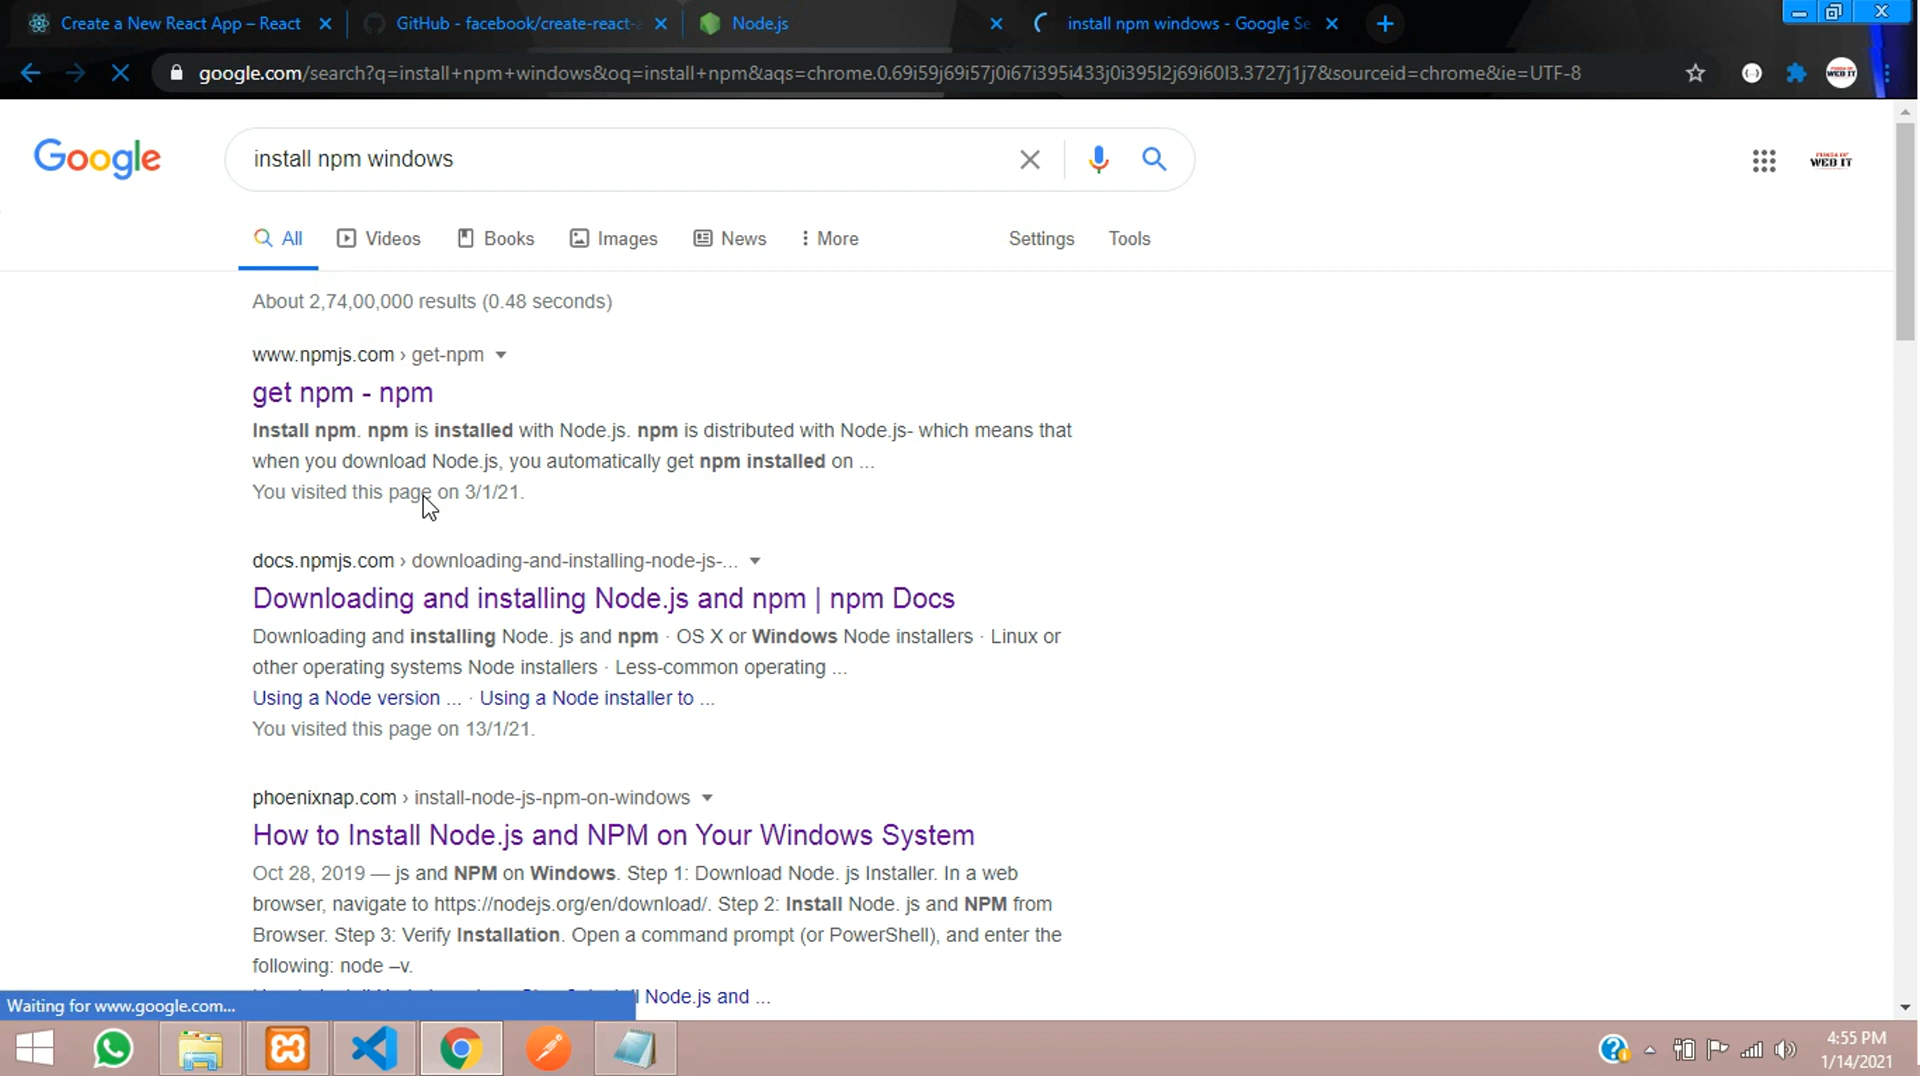 Create a New React App – React
GitHub - facebook/create-react-
Node.js
install npm windows - Google Se
google.com/search?q=install+npm+windows&oq=install+npm&aqs=chrome.0.69i59j69i57j0i67i395i433j0i395l2j69i60l3.3727j1j7&sourceid=chrome&ie=UTF-8
WEB IT
Google
install npm windows
WEB IT
All
Videos
Books
Images
News
More
Settings
Tools
About 2,74,00,000 results (0.48 seconds)
www.npmjs.com › get-npm
get npm - npm
Install npm. npm is installed with Node.js. npm is distributed with Node.js- which means that
when you download Node.js, you automatically get npm installed on ...
You visited this page on 3/1/21.
docs.npmjs.com › downloading-and-installing-node-js-...
Downloading and installing Node.js and npm | npm Docs
Downloading and installing Node. js and npm · OS X or Windows Node installers · Linux or
other operating systems Node installers · Less-common operating ...
Using a Node version ... · Using a Node installer to ...
You visited this page on 13/1/21.
phoenixnap.com › install-node-js-npm-on-windows
How to Install Node.js and NPM on Your Windows System
Oct 28, 2019 — js and NPM on Windows. Step 1: Download Node. js Installer. In a web
browser, navigate to https://nodejs.org/en/download/. Step 2: Install Node. js and NPM from
Browser. Step 3: Verify Installation. Open a command prompt (or PowerShell), and enter the
following: node –v.
Node.js and ...
Waiting for www.google.com...
4:55 PM
1/14/2021